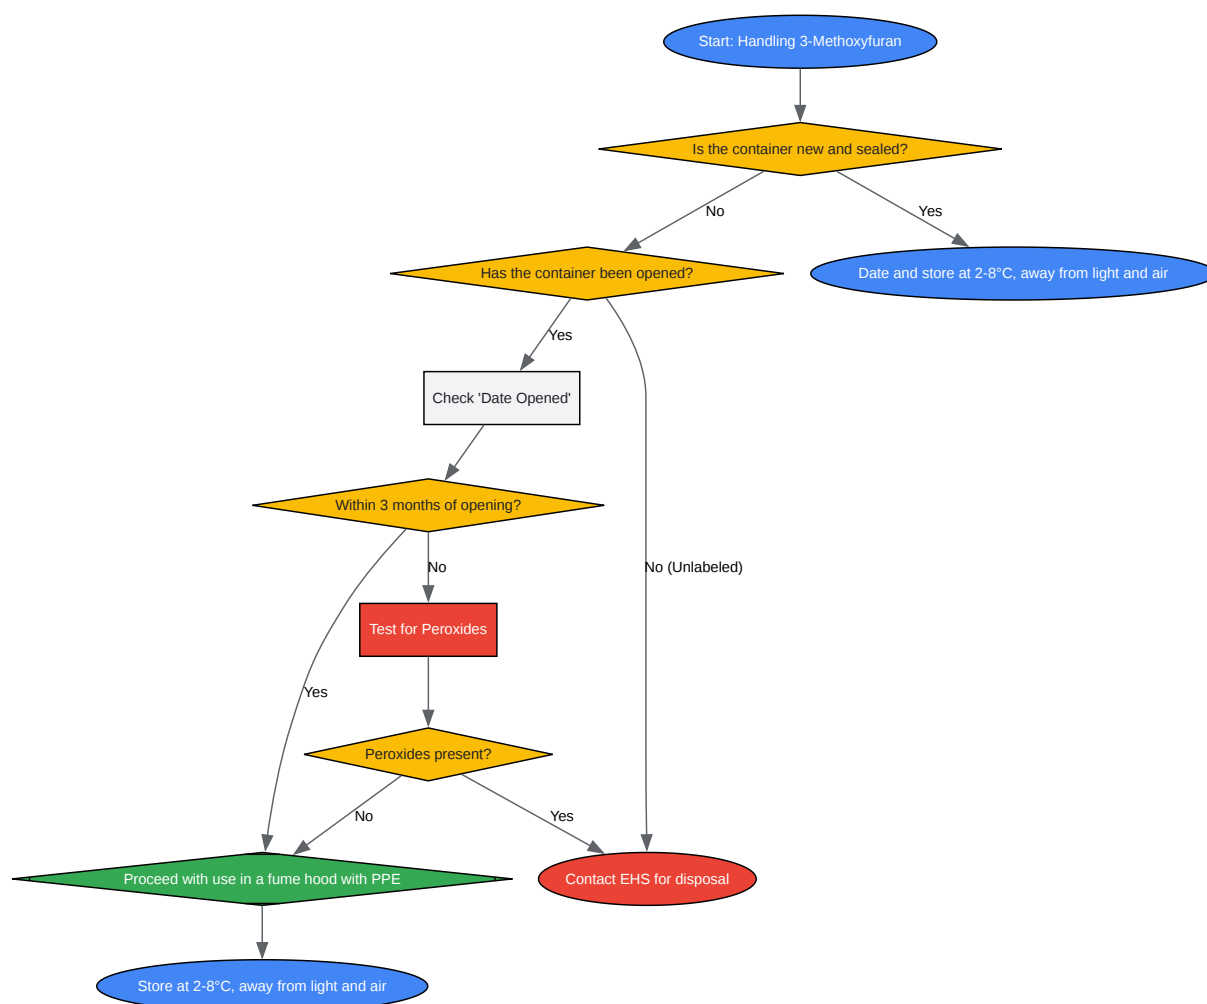 Start: Handling 3-Methoxyfuran
Is the container new and sealed?
No
Yes
Has the container been opened?
Date and store at 2-8°C, away from light and air
Yes
Check 'Date Opened'
Within 3 months of opening?
No
No (Unlabeled)
Test for Peroxides
Yes
Peroxides present?
No
Yes
Proceed with use in a fume hood with PPE
Contact EHS for disposal
Store at 2-8°C, away from light and air